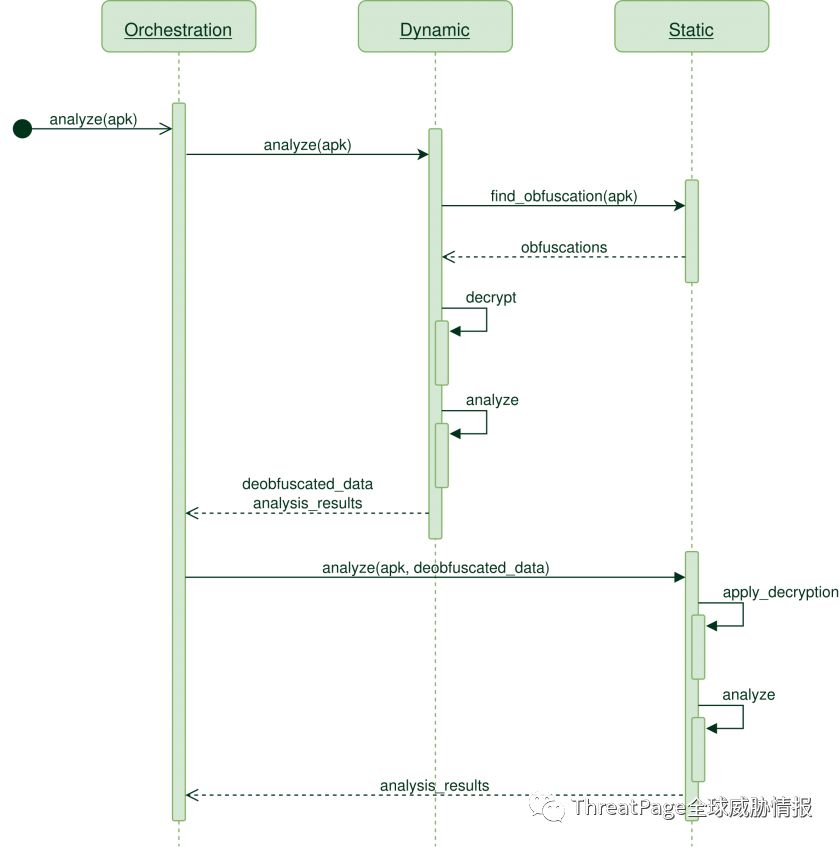 Orchestration
Dynamic
Static
analyze(apk)
analyze(apk)
find_obfuscation(apk)
obfuscations
decrypt
analyze
deobfuscated_data
analysis_results
analyze(apk, deobfuscated_data)
apply_decryption
analyze
analysis_results
ThreatPage全球威胁情报